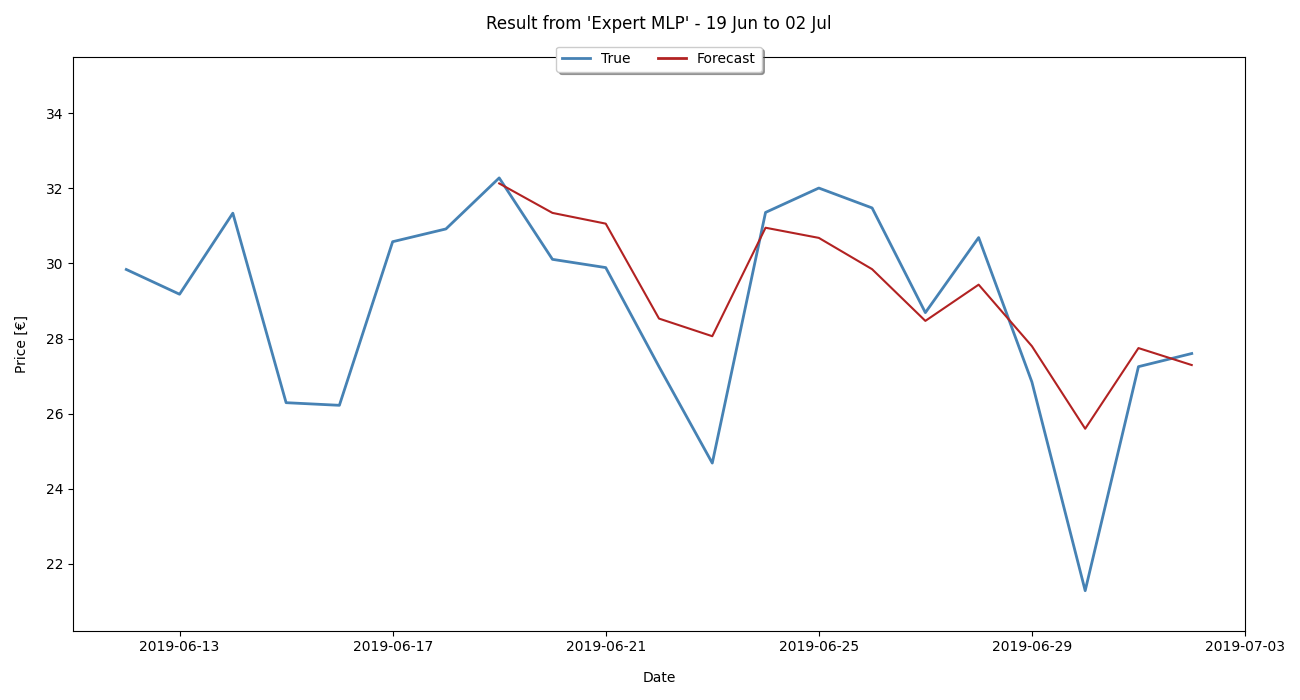 Result from 'Expert MLP' - 19 Jun to 02 Jul
True Forecast
34
32
30
28
26
24
22
Price [€]
2019-06-13 2019-06-17 2019-06-21 2019-06-25 2019-06-29 2019-07-03
Date